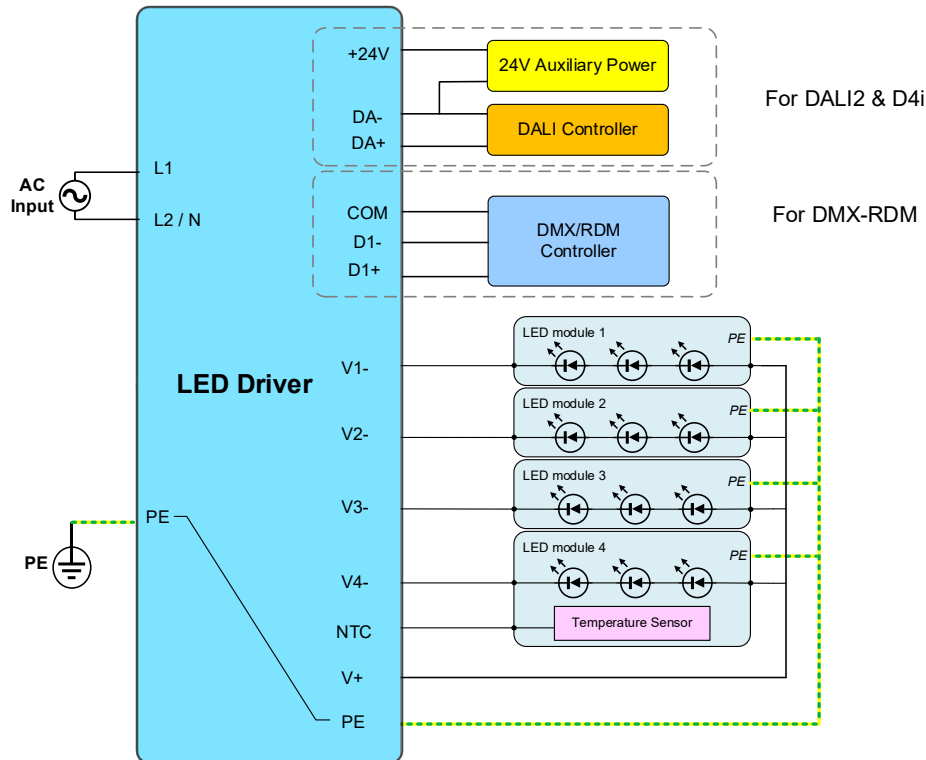 +24V
24V Auxiliary Power
For DALI2 & D4i
DA-
DALI Controller
DA+
L1
AC
Input
L2 / N
COM
DMX/RDM
Controller
For DMX-RDM
D1-
D1+
LED Driver
LED module 1
PE
V1-
LED module 2
PE
V2-
LED module 3
PE
V3-
PE
PE
LED module 4
PE
V4-
NTC
Temperature Sensor
V+
PE